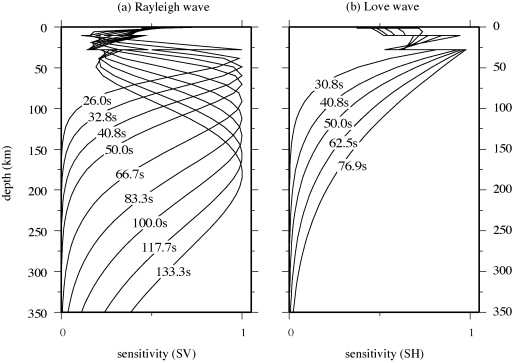 (a) Rayleigh wave
(b) Love wave
0
50
100
150
200
250
300
350
depth (km)
26.0s
32.8s
40.8s
50.0s
66.7s
83.3s
100.0s
117.7s
133.3s
0 1
sensitivity (SV)
30.8s
40.8s
50.0s
62.5s
76.9s
0 1
sensitivity (SH)
0
50
100
150
200
250
300
350